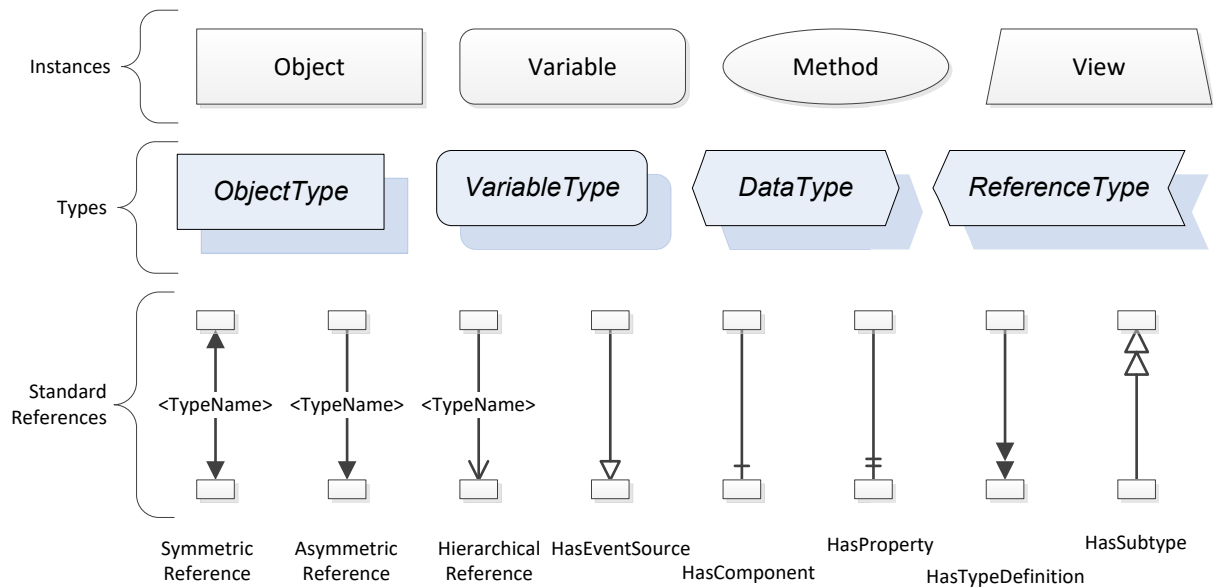 Instances
Object
Variable
Method
View
Types
ObjectType
VariableType
DataType
ReferenceType
Standard
References
<TypeName>
<TypeName>
<TypeName>
Symmetric
Reference
Asymmetric
Reference
Hierarchical
Reference
HasEventSource
HasComponent
HasProperty
HasTypeDefinition
HasSubtype